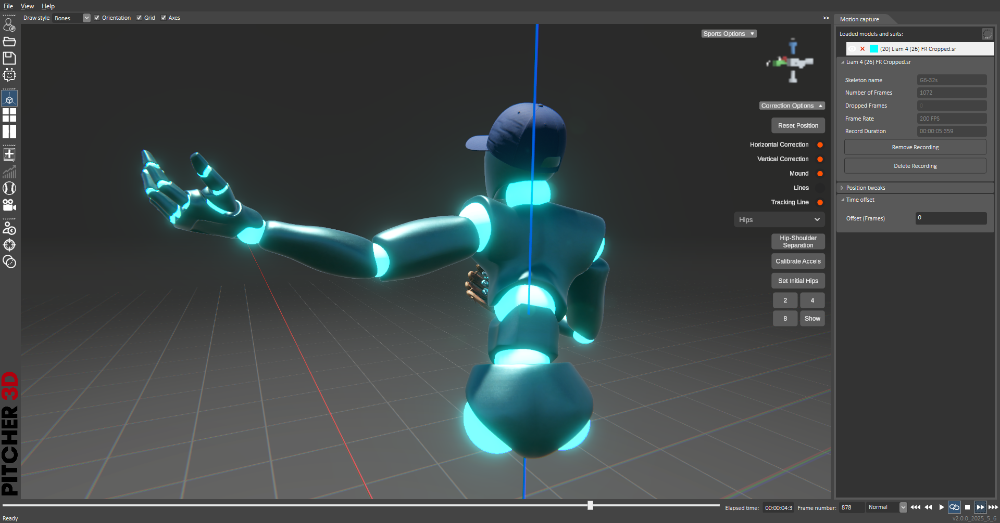 File View Help
Draw style Bones Orientation Grid Axes >>
Motion capture
Loaded models and suits:
(20) Liam 4 (26) FR Cropped.sr
Liam 4 (26) FR Cropped.sr
Skeleton name G6-32s
Number of Frames 1072
Dropped Frames 0
Frame Rate 200 FPS
Record Duration 00:00:05:359
Remove Recording
Delete Recording
Position tweaks
Time offset
Offset (Frames) 0
Sports Options
Correction Options
Reset Position
Horizontal Correction
Vertical Correction
Mound
Lines
Tracking Line
Hips
Hip-Shoulder
Separation
Calibrate Accels
Set Initial Hips
2 4
8 Show
PITCHER 3D
Elapsed time: 00:00:04:3 Frame number: 878 Normal
Ready
v2.0.0_2025_5_6